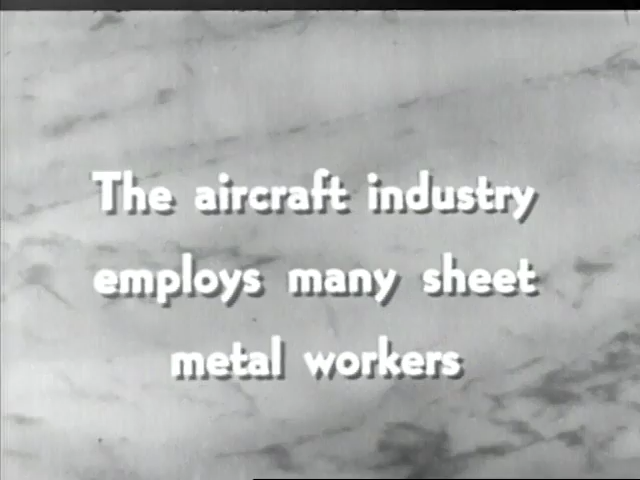 The aircraft industry
employs many sheet
metal workers